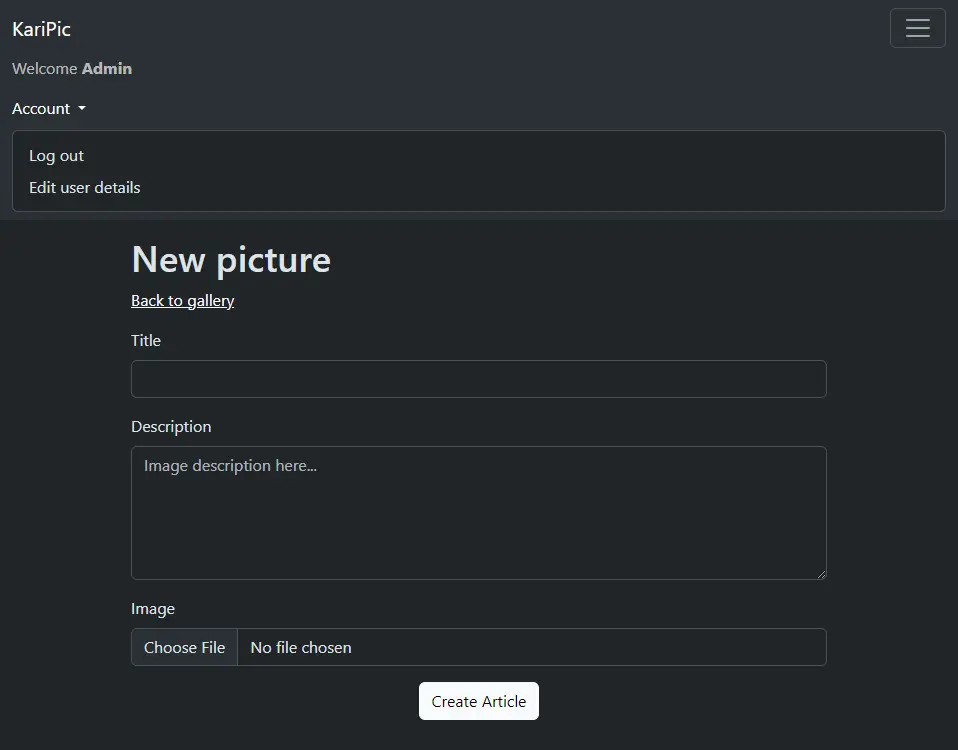 KariPic
Welcome Admin
Account
Log out
Edit user details
New picture
Back to gallery
Title
Description
Image description here...
Image
Choose File No file chosen
Create Article